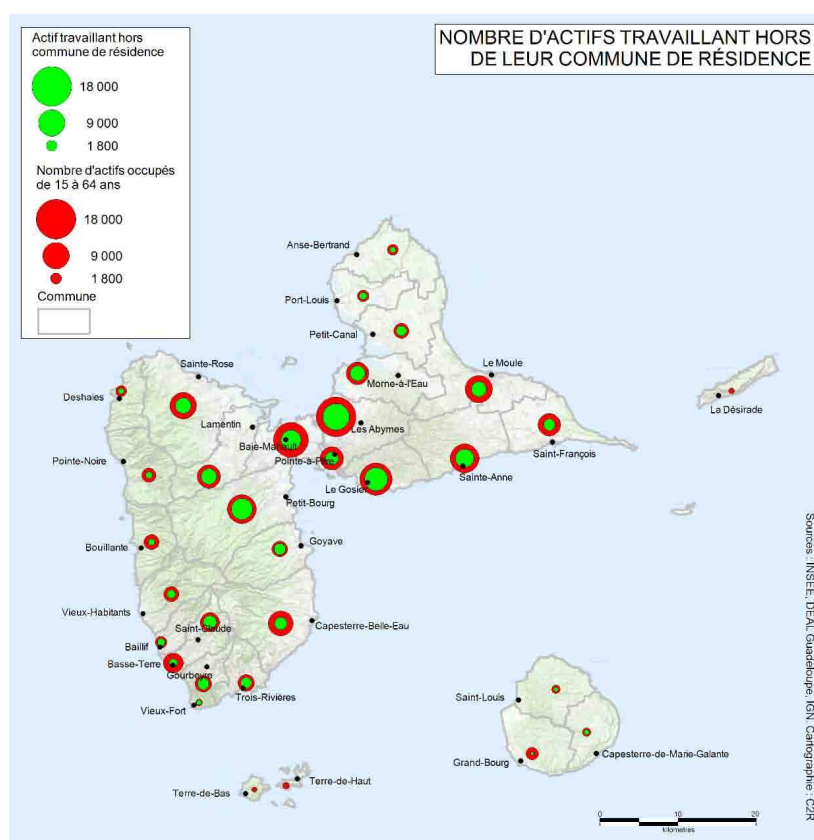 NOMBRE D'ACTIFS TRAVAILLANT HORS
DE LEUR COMMUNE DE RÉSIDENCE
Actif travaillant hors
commune de résidence
18 000
9 000
1 800
Nombre d'actifs occupés
de 15 à 64 ans
18 000
9 000
1 800
Commune
Anse-Bertrand
Port-Louis
Petit-Canal
Sainte-Rose
Le Moule
Morne-à-l'Eau
Deshaies
La Désirade
Lamentin
Les Abymes
Baie-Mahault
Saint-François
Pointe-Noire
Pointe-à-Pitre
Sainte-Anne
Le Gosier
Petit-Bourg
Bouillante
Goyave
Vieux-Habitants
Saint-Claude
Capesterre-Belle-Eau
Baillif
Basse-Terre
Gourbeyre
Trois-Rivières
Saint-Louis
Vieux-Fort
Grand-Bourg
Capesterre-de-Marie-Galante
Terre-de-Haut
Terre-de-Bas
0 10 20
kilomètres
Sources : INSEE, DEAL Guadeloupe, IGN. Cartographie : C2R